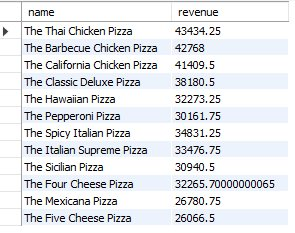 name revenue
The Thai Chicken Pizza 43434.25
The Barbecue Chicken Pizza 42768
The California Chicken Pizza 41409.5
The Classic Deluxe Pizza 38180.5
The Hawaiian Pizza 32273.25
The Pepperoni Pizza 30161.75
The Spicy Italian Pizza 34831.25
The Italian Supreme Pizza 33476.75
The Sicilian Pizza 30940.5
The Four Cheese Pizza 32265.70000000065
The Mexicana Pizza 26780.75
The Five Cheese Pizza 26066.5